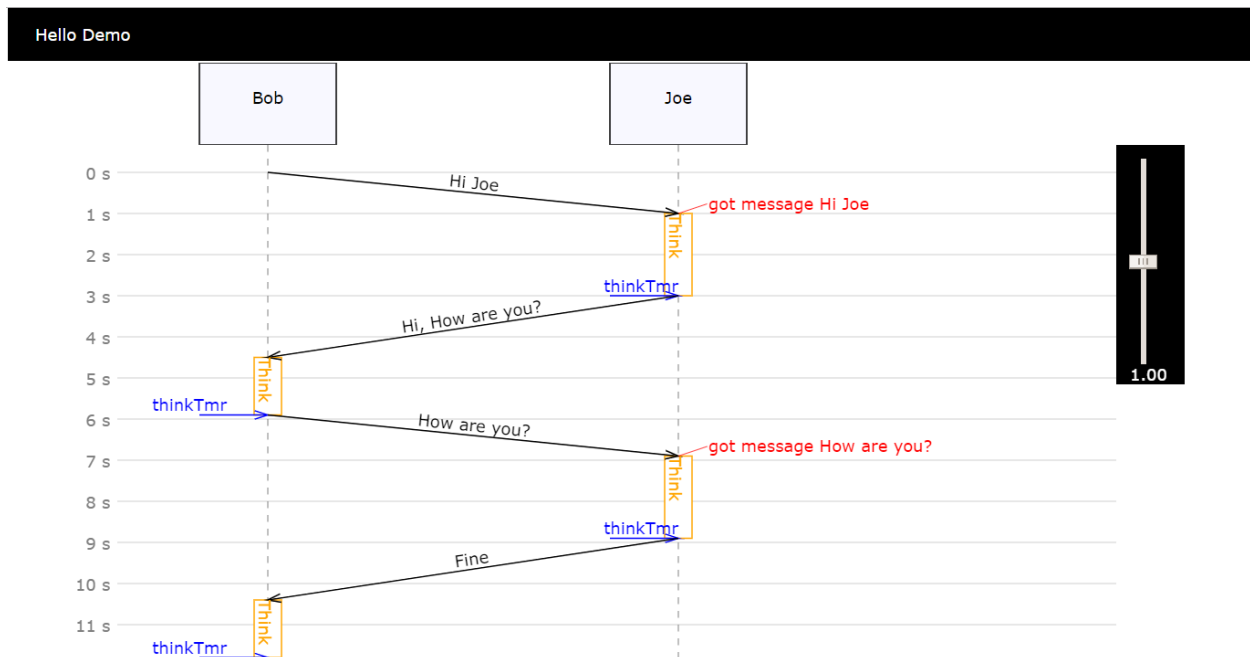 Hello Demo
Bob
Joe
0 s
Hi Joe
1 s
got message Hi Joe
Think
2 s
thinkTmr
3 s
Hi, How are you?
4 s
Think
5 s
1.00
thinkTmr
6 s
How are you?
got message How are you?
7 s
Think
8 s
thinkTmr
9 s
Fine
10 s
Think
11 s
thinkTmr